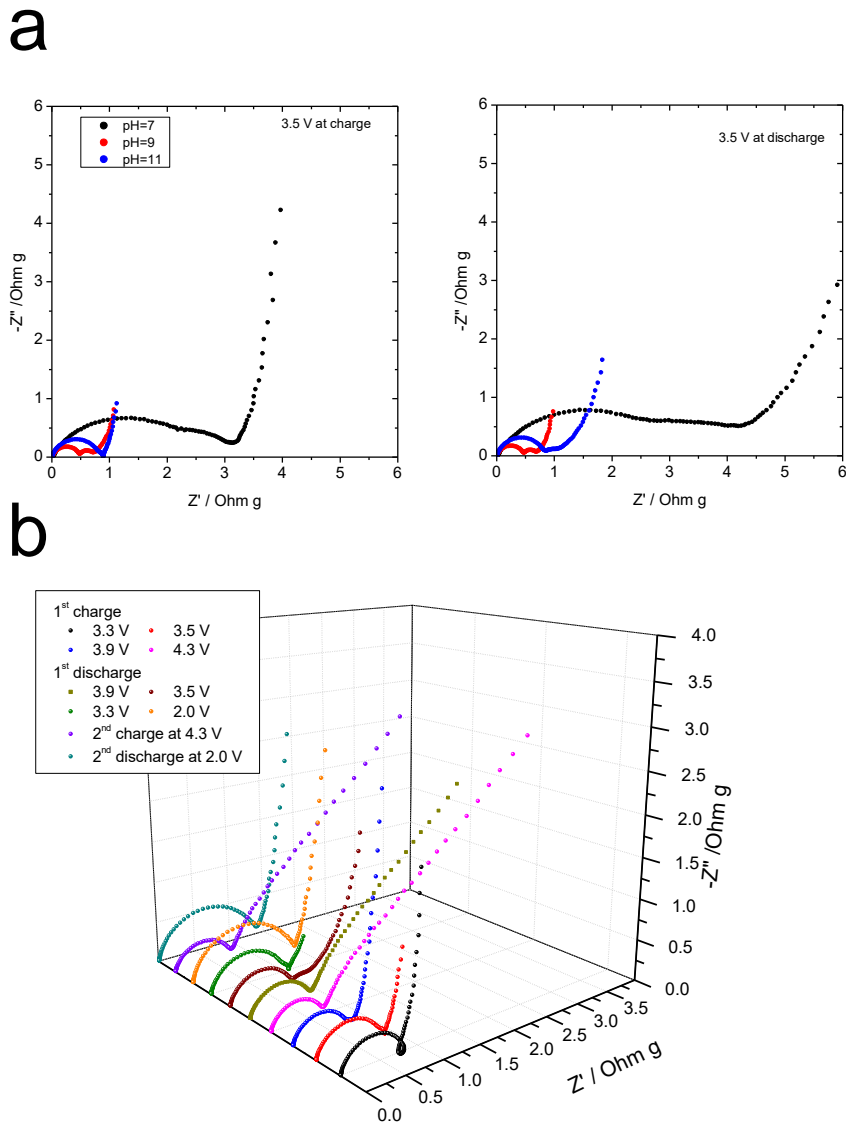 a
6
5
4
3
2
1
0
0 1 2 3 4 5 6
-Z'' /Ohm g
Z' / Ohm g
pH=7
pH=9
pH=11
3.5 V at charge
6
5
4
3
2
1
0
0 1 2 3 4 5 6
-Z'' /Ohm g
Z' / Ohm g
3.5 V at discharge
b
1st charge
3.3 V 3.5 V
3.9 V 4.3 V
1st discharge
3.9 V 3.5 V
3.3 V 2.0 V
2nd charge at 4.3 V
2nd discharge at 2.0 V
4.0
3.5
3.0
2.5
2.0
1.5
1.0
0.5
0.0
-Z'' /Ohm g
0.0 0.5 1.0 1.5 2.0 2.5 3.0 3.5
Z' / Ohm g